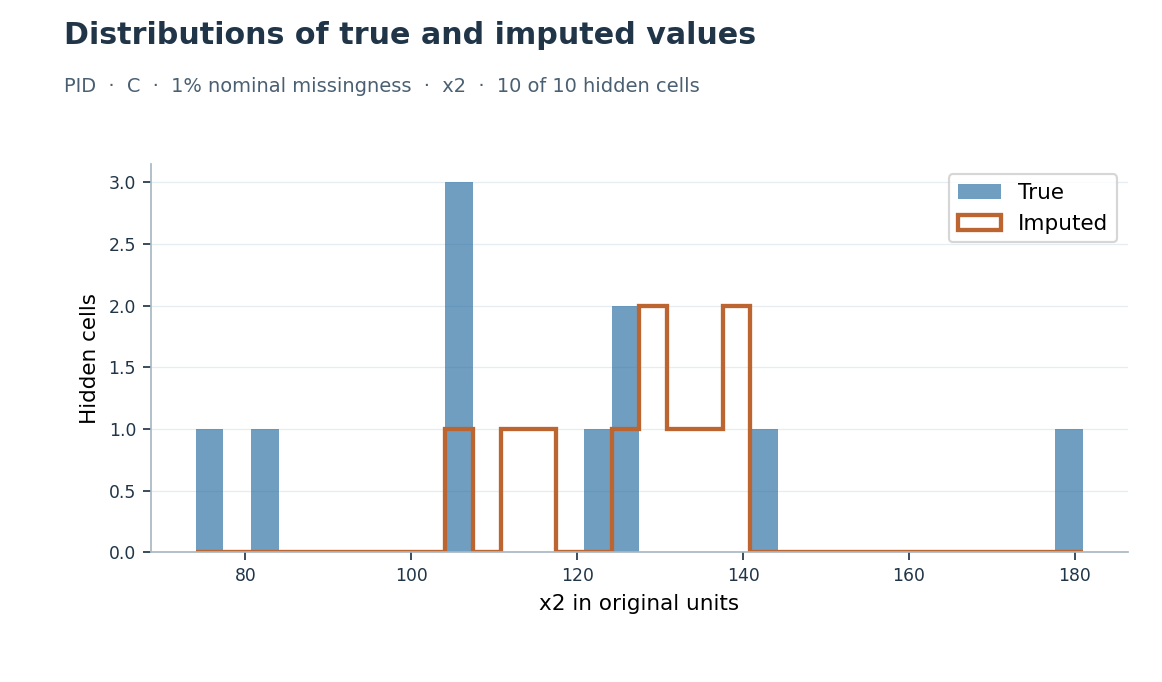 Distributions of true and imputed values
PID · C · 1% nominal missingness · x2 · 10 of 10 hidden cells
True
Imputed
Hidden cells
3.0
2.5
2.0
1.5
1.0
0.5
0.0
80 100 120 140 160 180
x2 in original units